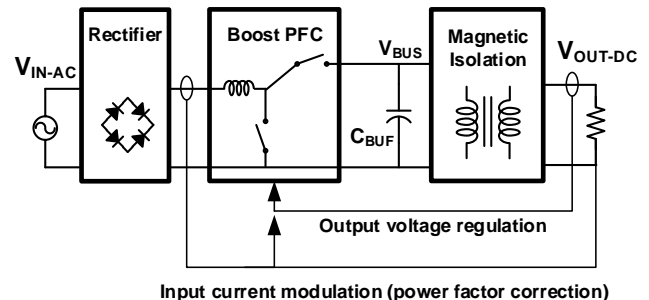 Rectifier
Boost PFC
Magnetic
Isolation
V_IN-AC
V_BUS
V_OUT-DC
C_BUF
Output voltage regulation
Input current modulation (power factor correction)